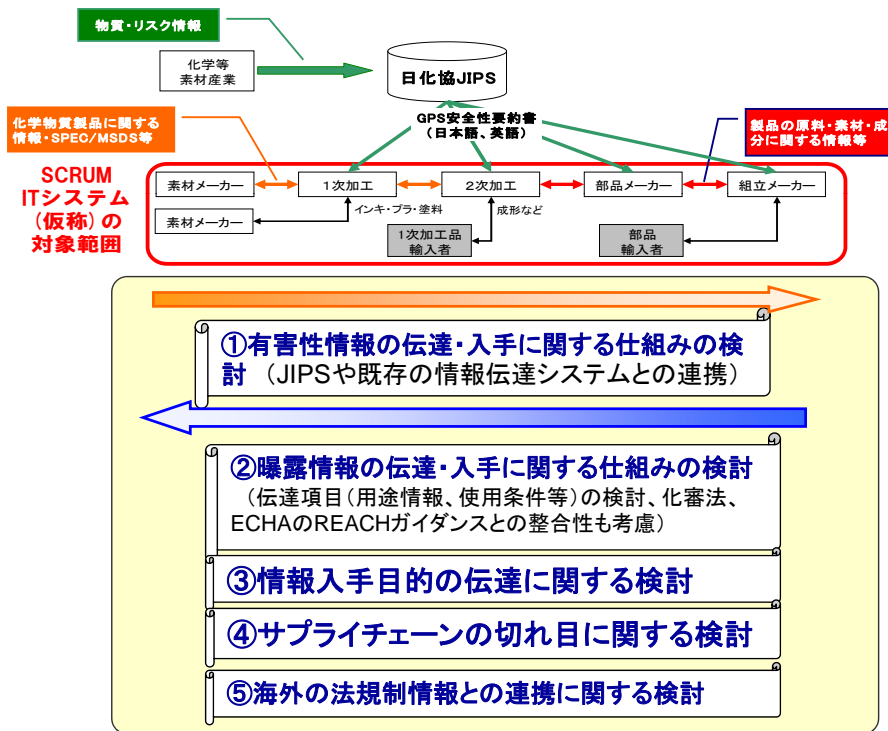 物質・リスク情報
化学等
素材産業
日化協JIPS
化学物質製品に関する
情報・SPEC/MSDS等
GPS安全性要約書
（日本語、英語）
製品の原料・素材・成
分に関する情報等
SCRUM
ITシステム
（仮称）の
対象範囲
素材メーカー
1次加工
2次加工
部品メーカー
組立メーカー
素材メーカー
インキ・プラ・塗料
成形など
1次加工品
輸入者
部品
輸入者
①有害性情報の伝達・入手に関する仕組みの検
討（JIPSや既存の情報伝達システムとの連携）
②曝露情報の伝達・入手に関する仕組みの検討
（伝達項目（用途情報、使用条件等）の検討、化審法、
ECHAのREACHガイダンスとの整合性も考慮）
③情報入手目的の伝達に関する検討
④サプライチェーンの切れ目に関する検討
⑤海外の法規制情報との連携に関する検討